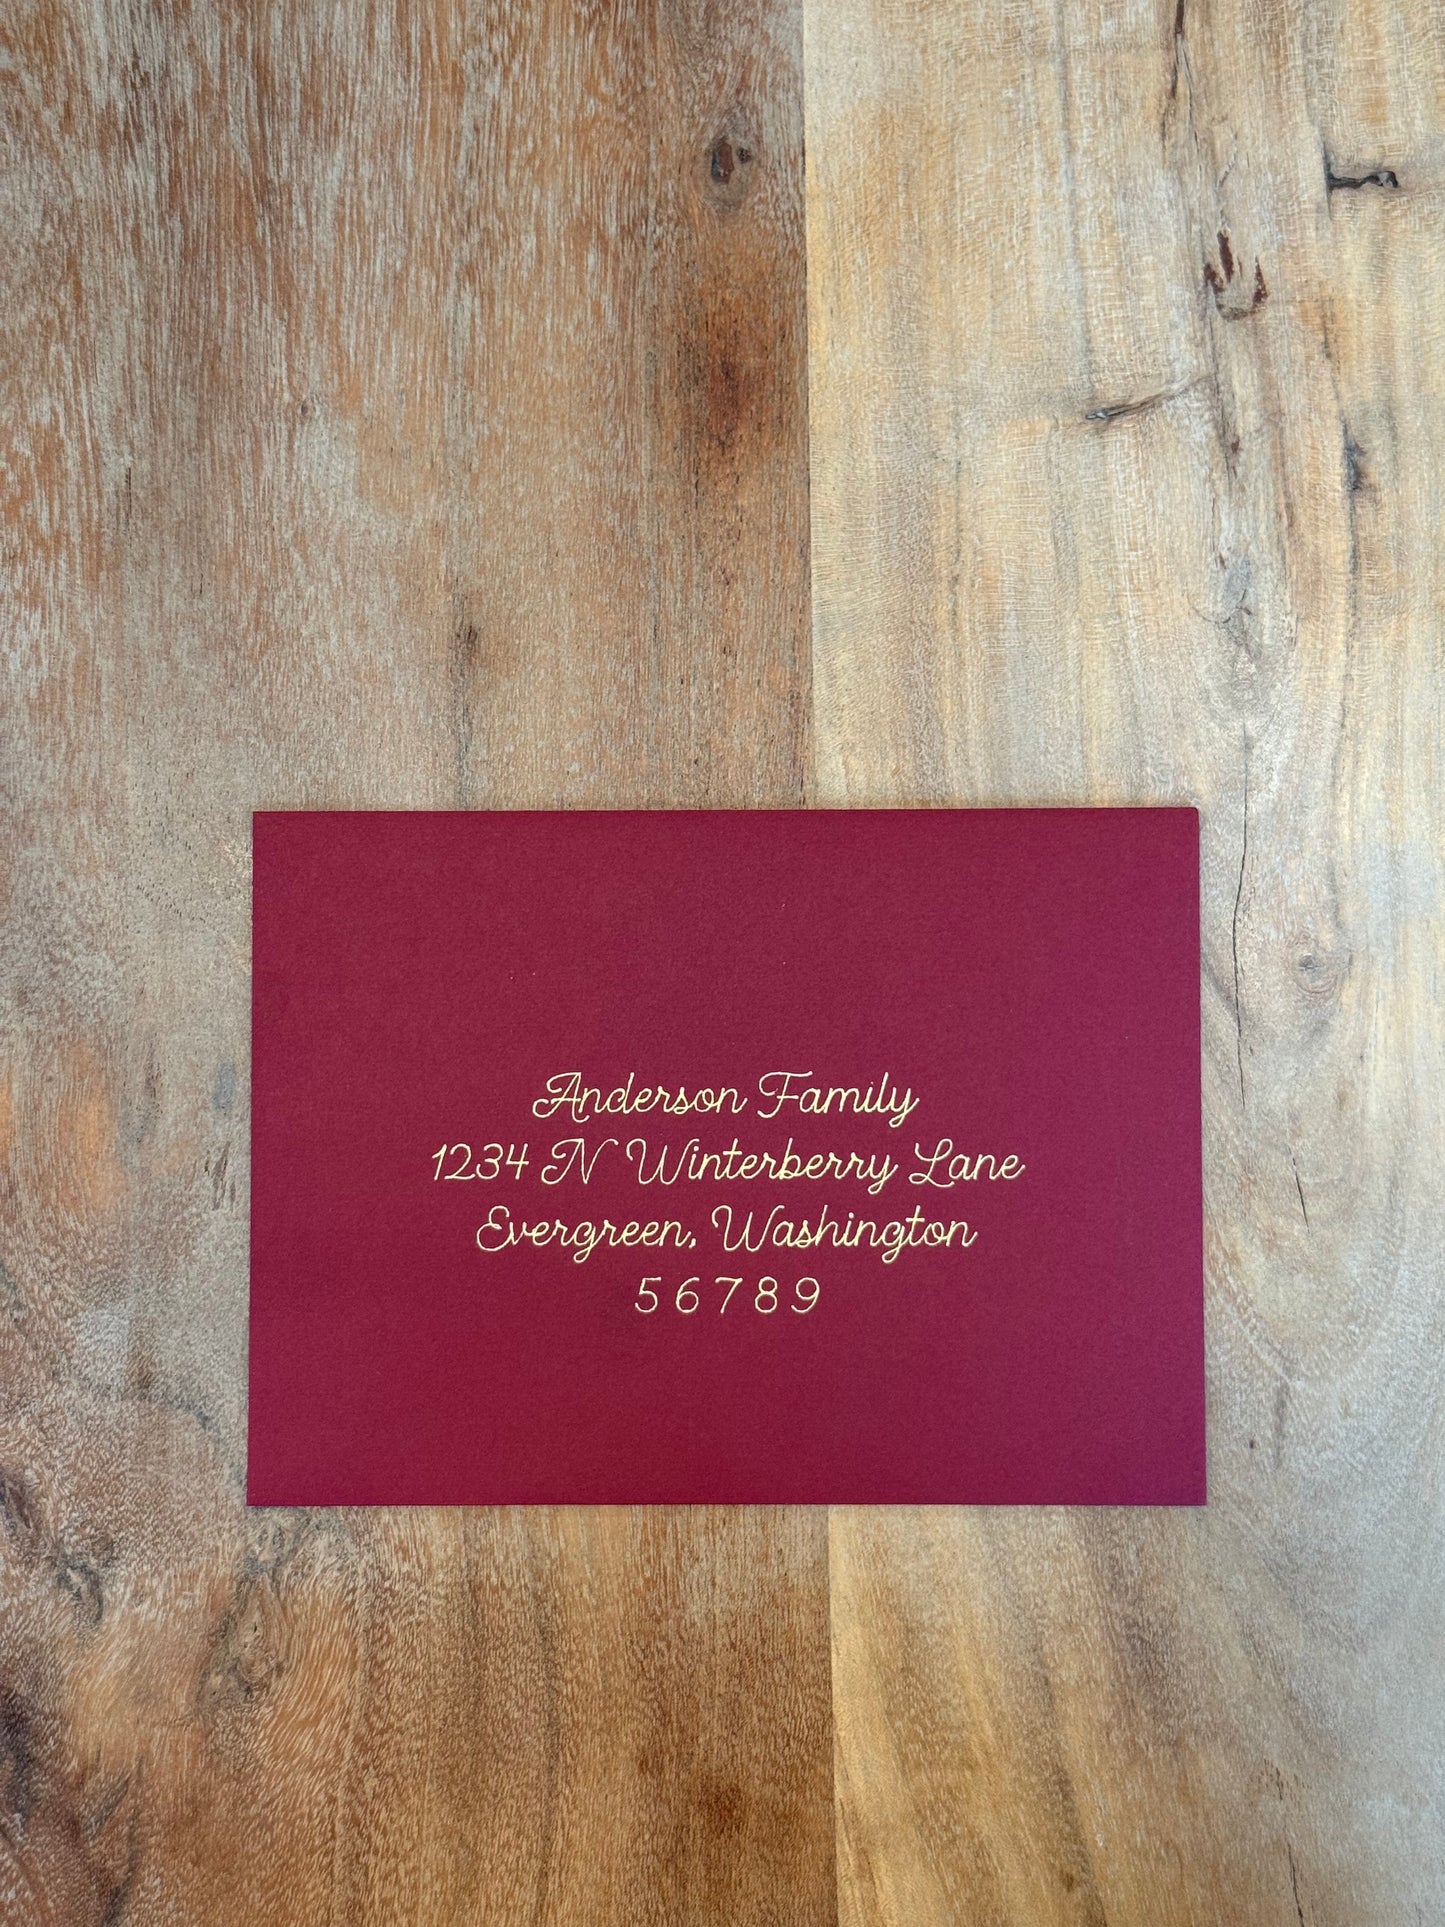 Anderson Family
1234 N Winterberry Lane
Evergreen, Washington
56789